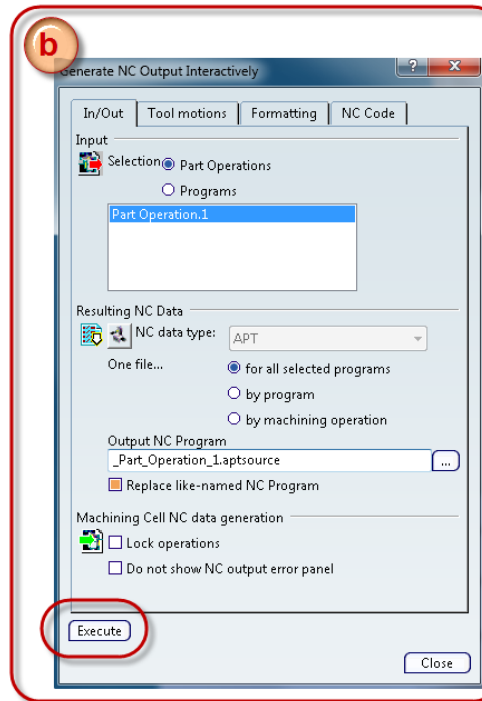 b
Generate NC Output Interactively
In/Out Tool motions Formatting NC Code
Input
Selection Part Operations
Programs
Part Operation.1
Resulting NC Data
NC data type: APT
One file... for all selected programs
by program
by machining operation
Output NC Program
_Part_Operation_1.aptsource ...
Replace like-named NC Program
Machining Cell NC data generation
Lock operations
Do not show NC output error panel
Execute
Close